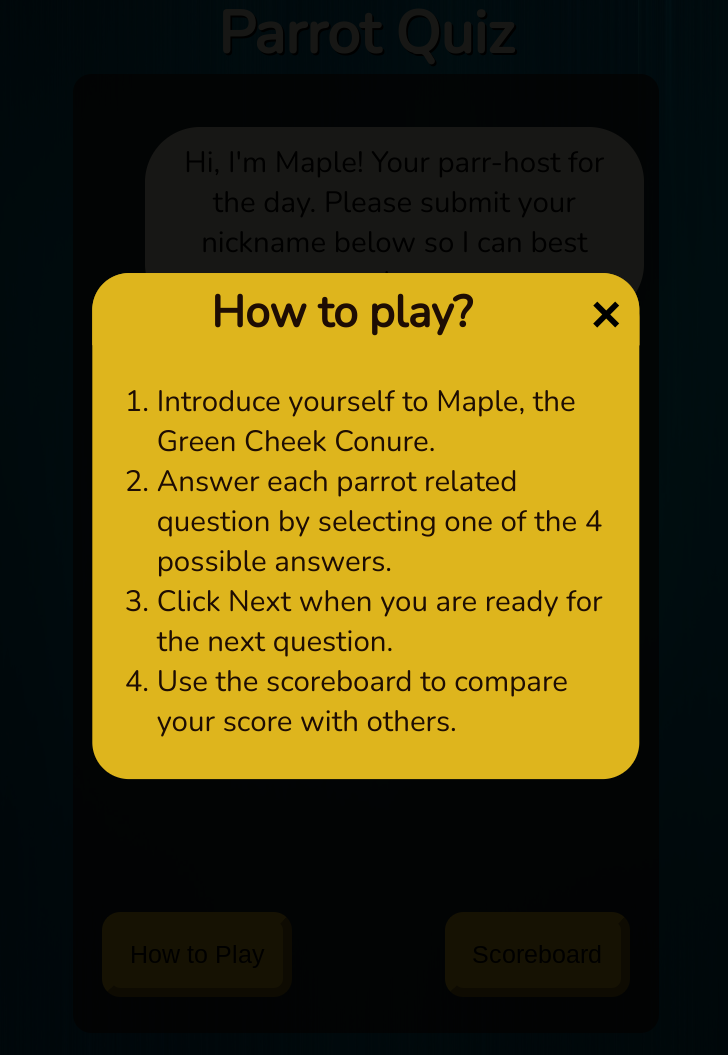 Parrot Quiz
Hi, I'm Maple! Your parr-host for
the day. Please submit your
nickname below so I can best
How to play?
×
1. Introduce yourself to Maple, the
Green Cheek Conure.
2. Answer each parrot related
question by selecting one of the 4
possible answers.
3. Click Next when you are ready for
the next question.
4. Use the scoreboard to compare
your score with others.
How to Play
Scoreboard